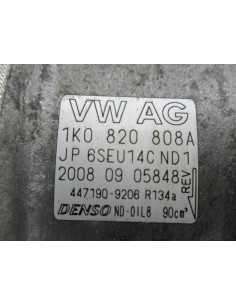 VW AG
1K0 820 808A
JP 6SEU14C ND1
2008 09 05848
REV
447190-9206 R134a
DENSO ND-OIL8 90cm³